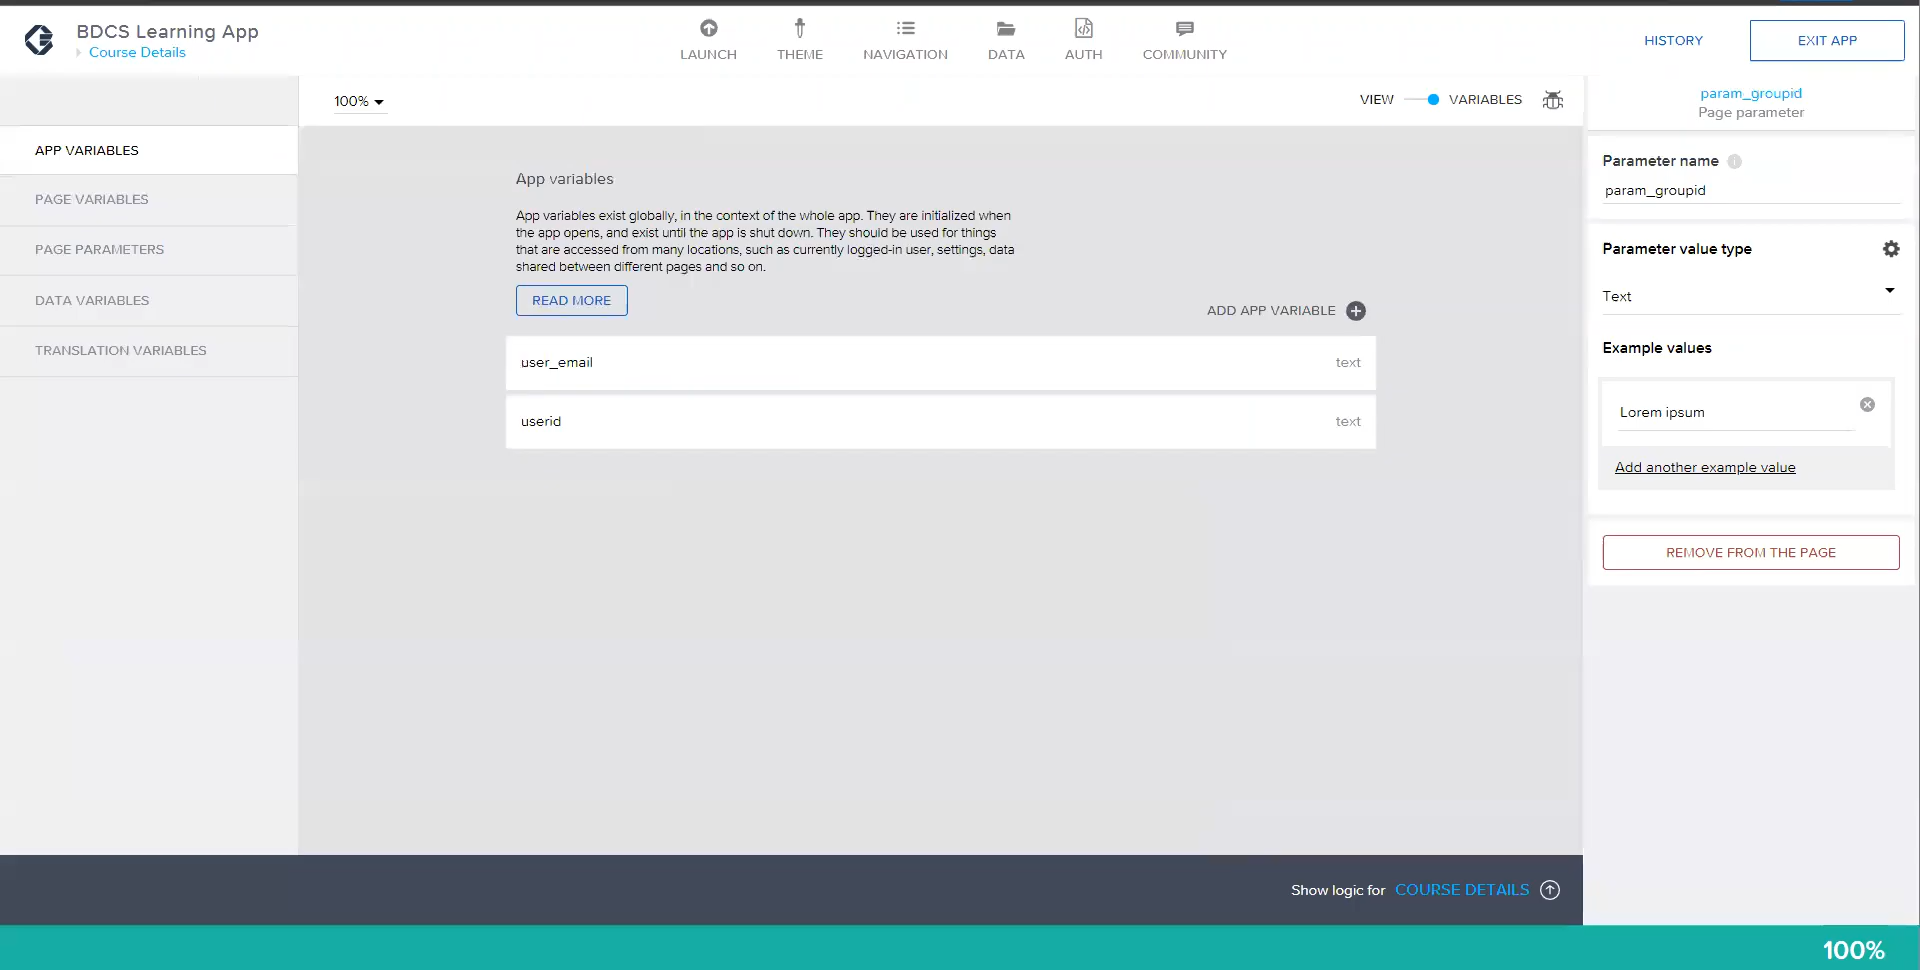 BDCS Learning App
Course Details
LAUNCH
THEME
NAVIGATION
DATA
AUTH
COMMUNITY
HISTORY
EXIT APP
100%
VIEW
VARIABLES
APP VARIABLES
PAGE VARIABLES
PAGE PARAMETERS
DATA VARIABLES
TRANSLATION VARIABLES
App variables
App variables exist globally, in the context of the whole app. They are initialized when
the app opens, and exist until the app is shut down. They should be used for things
that are accessed from many locations, such as currently logged-in user, settings, data
shared between different pages and so on.
READ MORE
ADD APP VARIABLE
user_email text
userid text
param_groupid
Page parameter
Parameter name
param_groupid
Parameter value type
Text
Example values
Lorem ipsum
Add another example value
REMOVE FROM THE PAGE
Show logic for COURSE DETAILS
100%